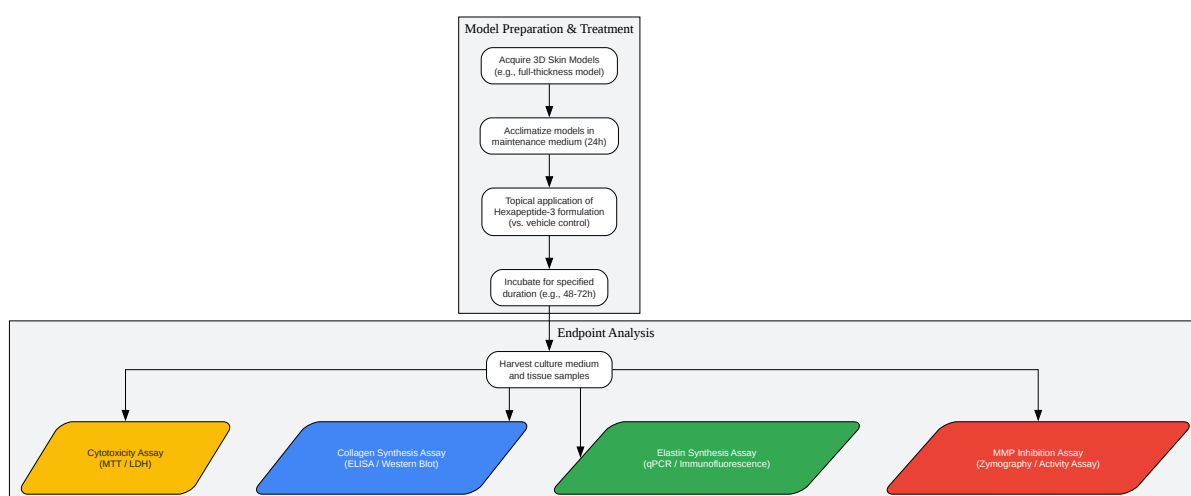 Model Preparation & Treatment
Acquire 3D Skin Models
(e.g., full-thickness model)
Acclimatize models in
maintenance medium (24h)
Topical application of
Hexapeptide-3 formulation
(vs. vehicle control)
Incubate for specified
duration (e.g., 48-72h)
Endpoint Analysis
Harvest culture medium
and tissue samples
Cytotoxicity Assay
(MTT / LDH)
Collagen Synthesis Assay
(ELISA / Western Blot)
Elastin Synthesis Assay
(qPCR / Immunofluorescence)
MMP Inhibition Assay
(Zymography / Activity Assay)